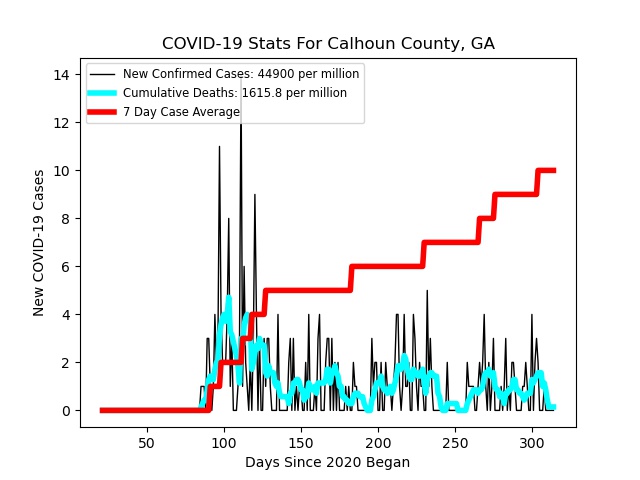 COVID-19 Stats For Calhoun County, GA
New Confirmed Cases: 44900 per million
Cumulative Deaths: 1615.8 per million
7 Day Case Average
14
12
10
8
6
4
2
0
New COVID-19 Cases
50 100 150 200 250 300
Days Since 2020 Began